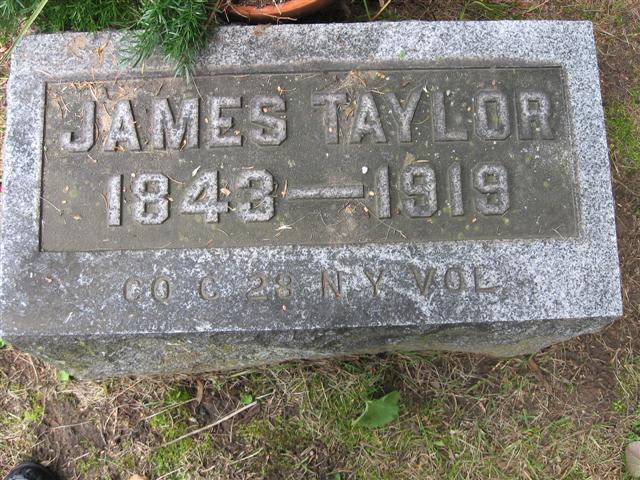 JAMES TAYLOR
1843—1919
CO C 28 N Y VOL